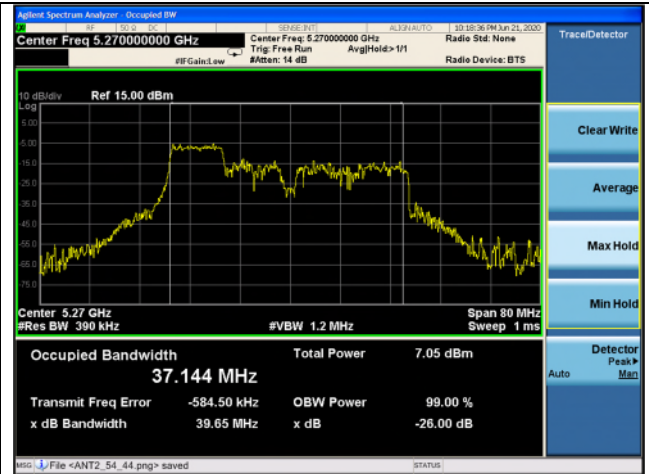 Agilent Spectrum Analyzer - Occupied BW
RF 50 Ω DC SENSE:INT ALIGNAUTO 10:18:36 PM Jun 21, 2020
Center Freq 5.270000000 GHz
Center Freq: 5.270000000 GHz
Radio Std: None
Trace/Detector
Trig: Free Run Avg|Hold:>1/1
#IFGain:Low #Atten: 14 dB Radio Device: BTS
10 dB/div Ref 15.00 dBm
Log
5.00
-5.00
-15.0
-25.0
-35.0
-45.0
-55.0
-65.0
-75.0
Clear Write
Average
Max Hold
Min Hold
Center 5.27 GHz Span 80 MHz
#Res BW 390 kHz #VBW 1.2 MHz Sweep 1 ms
Occupied Bandwidth Total Power 7.05 dBm
37.144 MHz
Transmit Freq Error -584.50 kHz OBW Power 99.00 %
x dB Bandwidth 39.65 MHz x dB -26.00 dB
Detector
Peak▶
Auto Man
MSG File <ANT2_54_44.png> saved STATUS